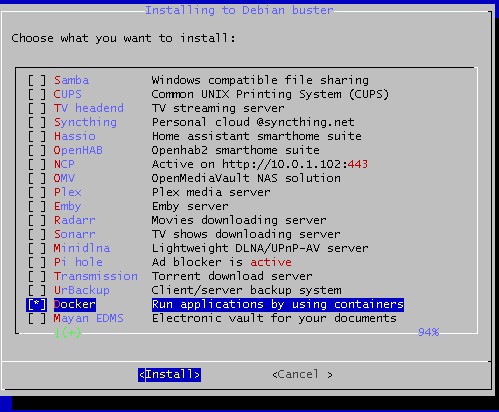 Installing to Debian buster
Choose what you want to install:
[ ] Samba Windows compatible file sharing
[ ] CUPS Common UNIX Printing System (CUPS)
[ ] TV headend TV streaming server
[ ] Syncthing Personal cloud @syncthing.net
[ ] Hassio Home assistant smarthome suite
[ ] OpenHAB Openhab2 smarthome suite
[ ] NCP Active on http://10.0.1.102:443
[ ] OMV OpenMediaVault NAS solution
[ ] Plex Plex media server
[ ] Emby Emby server
[ ] Radarr Movies downloading server
[ ] Sonarr TV shows downloading server
[ ] Minidlna Lightweight DLNA/UPnP-AV server
[ ] Pi hole Ad blocker is active
[ ] Transmission Torrent download server
[ ] UrBackup Client/server backup system
[*] Docker Run applications by using containers
[ ] Mayan EDMS Electronic vault for your documents
↓(+) 94%
<Install> <Cancel >